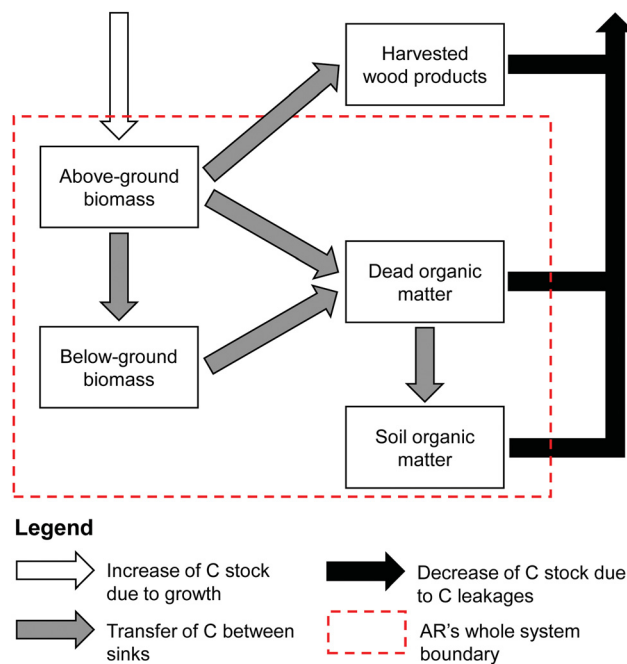 Harvested
wood products
Above-ground
biomass
Dead organic
matter
Below-ground
biomass
Soil organic
matter
Legend
Increase of C stock
due to growth
Decrease of C stock due
to C leakages
Transfer of C between
sinks
AR's whole system
boundary